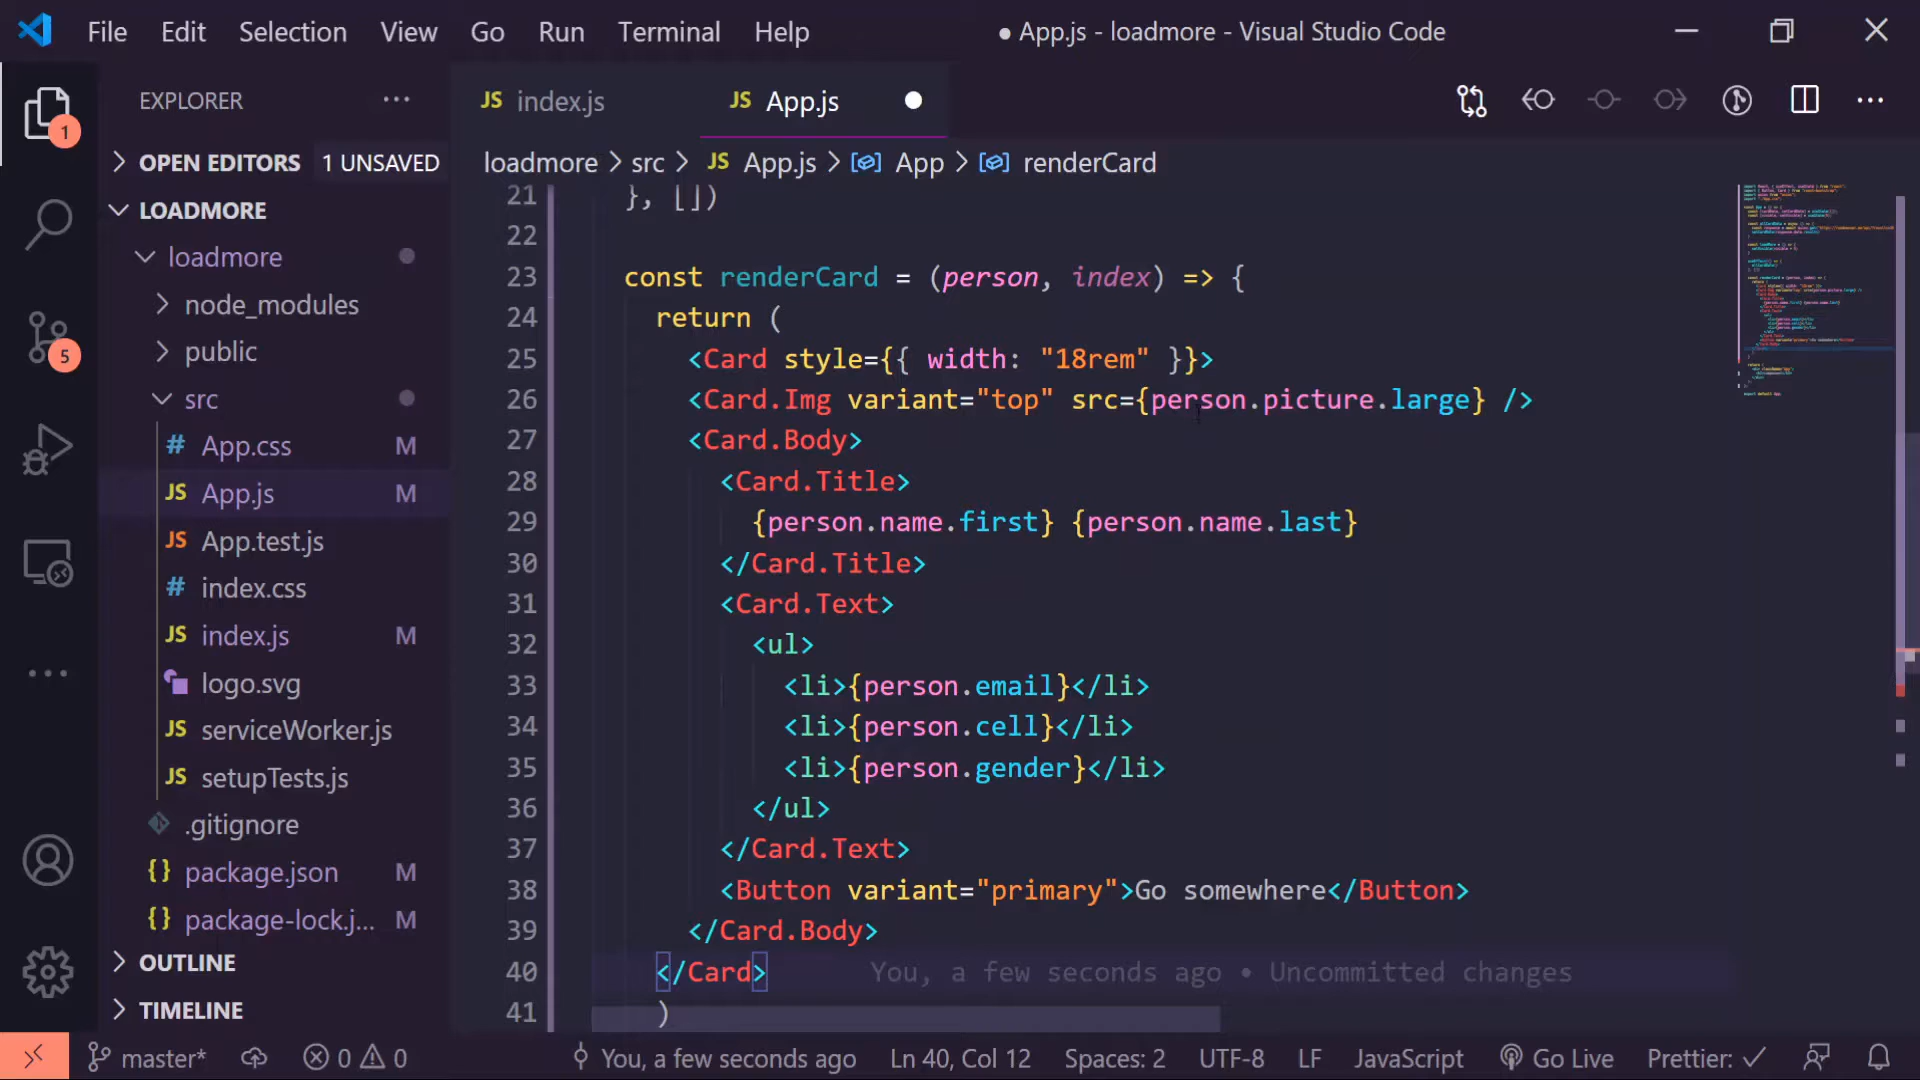 File Edit Selection View Go Run Terminal Help
● App.js - loadmore - Visual Studio Code
EXPLORER
OPEN EDITORS 1 UNSAVED
LOADMORE
loadmore
node_modules
public
src
# App.css M
JS App.js M
JS App.test.js
# index.css
JS index.js M
logo.svg
JS serviceWorker.js
JS setupTests.js
.gitignore
{} package.json M
{} package-lock.j... M
OUTLINE
TIMELINE
1
5
JS index.js
JS App.js
loadmore > src > JS App.js > App > renderCard
21 }, [])
22
23 const renderCard = (person, index) => {
24 return (
25 <Card style={{ width: "18rem" }}>
26 <Card.Img variant="top" src={person.picture.large} />
27 <Card.Body>
28 <Card.Title>
29 {person.name.first} {person.name.last}
30 </Card.Title>
31 <Card.Text>
32 <ul>
33 <li>{person.email}</li>
34 <li>{person.cell}</li>
35 <li>{person.gender}</li>
36 </ul>
37 </Card.Text>
38 <Button variant="primary">Go somewhere</Button>
39 </Card.Body>
40 </Card> You, a few seconds ago • Uncommitted changes
41 )
master* 0 0 You, a few seconds ago Ln 40, Col 12 Spaces: 2 UTF-8 LF JavaScript Go Live Prettier: ✓